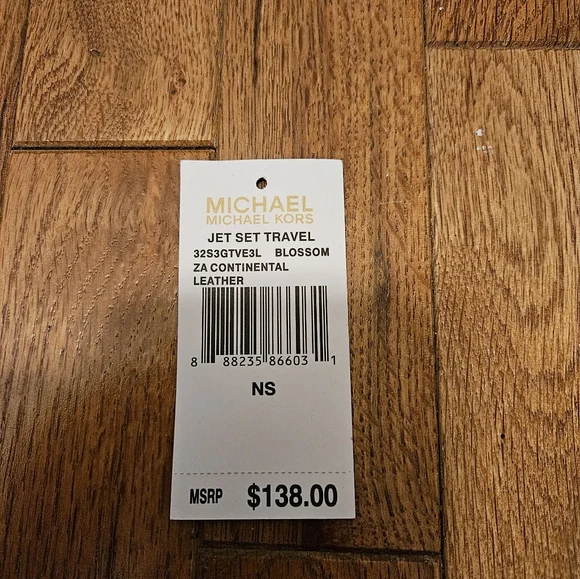 MICHAEL
MICHAEL KORS
JET SET TRAVEL
32S3GTVE3L BLOSSOM
ZA CONTINENTAL
LEATHER
8 88235 86603 1
NS
MSRP $138.00